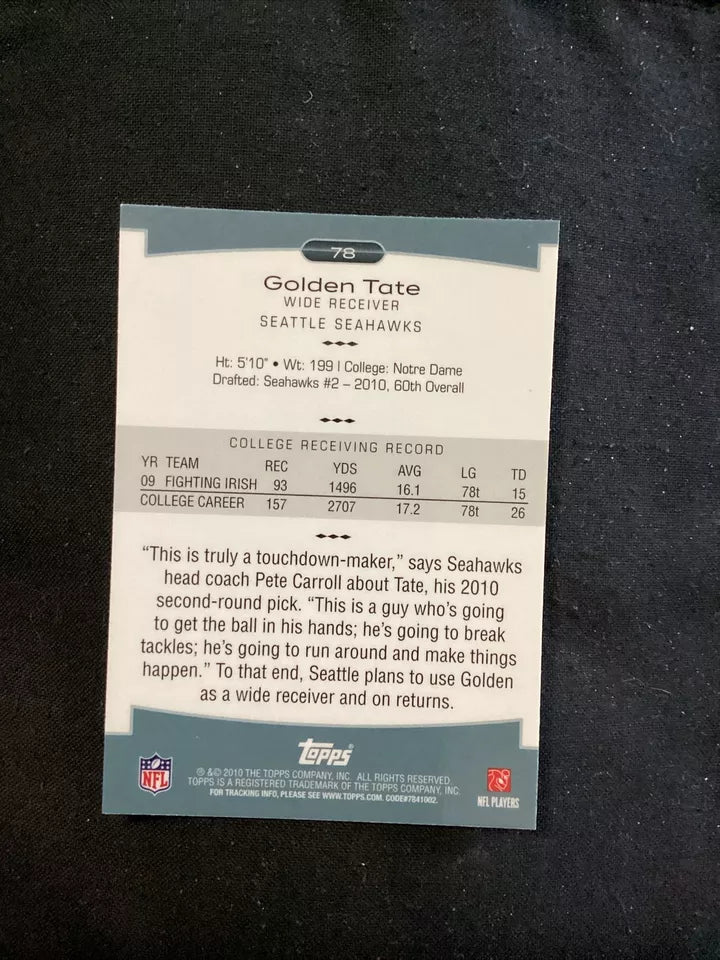 78
Golden Tate
WIDE RECEIVER
SEATTLE SEAHAWKS
Ht: 5'10" • Wt: 199 | College: Notre Dame
Drafted: Seahawks #2 – 2010, 60th Overall
COLLEGE RECEIVING RECORD
YR TEAM REC YDS AVG LG TD
09 FIGHTING IRISH 93 1496 16.1 78t 15
COLLEGE CAREER 157 2707 17.2 78t 26
“This is truly a touchdown-maker,” says Seahawks
head coach Pete Carroll about Tate, his 2010
second-round pick. “This is a guy who's going
to get the ball in his hands; he's going to break
tackles; he's going to run around and make things
happen.” To that end, Seattle plans to use Golden
as a wide receiver and on returns.
topps®
NFL
® & © 2010 THE TOPPS COMPANY, INC. ALL RIGHTS RESERVED.
TOPPS IS A REGISTERED TRADEMARK OF THE TOPPS COMPANY, INC.
FOR TRACKING INFO, PLEASE SEE WWW.TOPPS.COM. CODE#7841002.
NFL PLAYERS